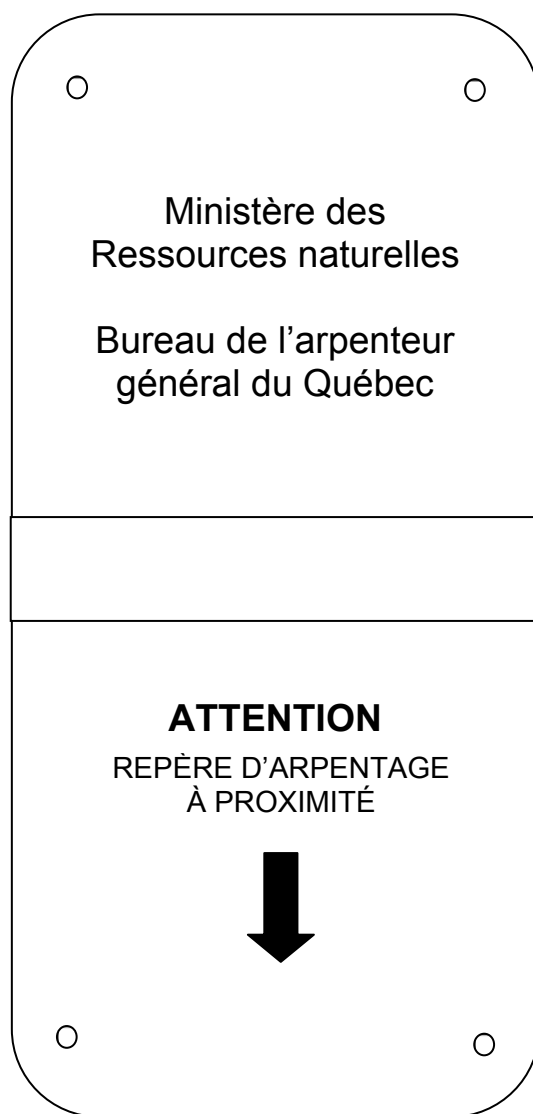 Ministère des
Ressources naturelles
Bureau de l’arpenteur
général du Québec
ATTENTION
REPÈRE D’ARPENTAGE
À PROXIMITÉ